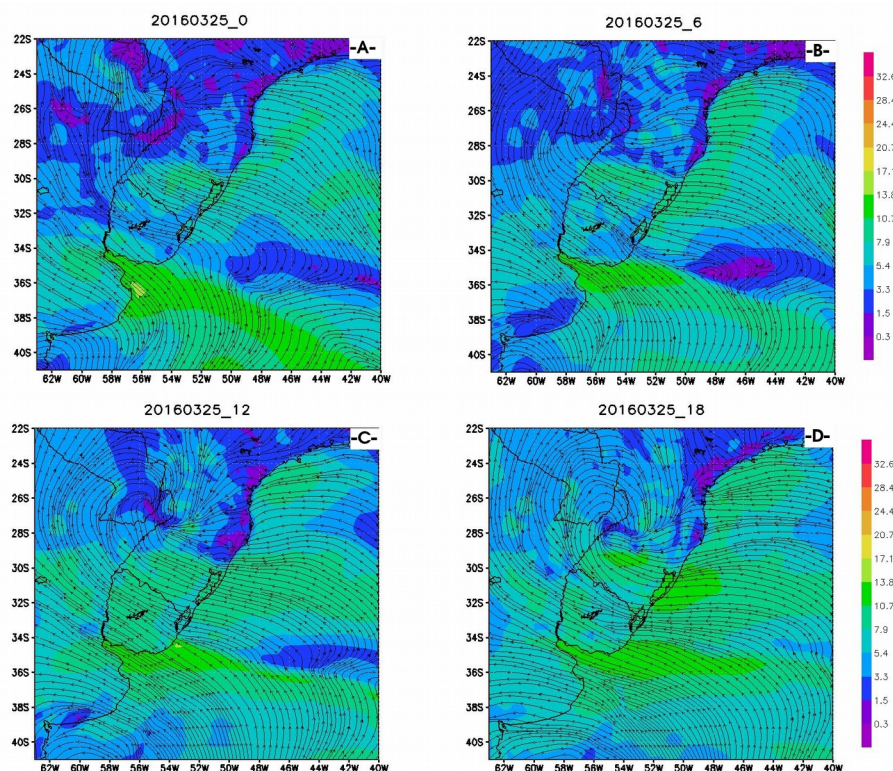 20160325_0
-A-
22S
24S
26S
28S
30S
32S
34S
36S
38S
40S
62W 60W 58W 56W 54W 52W 50W 48W 46W 44W 42W 40W
20160325_6
-B-
22S
24S
26S
28S
30S
32S
34S
36S
38S
40S
62W 60W 58W 56W 54W 52W 50W 48W 46W 44W 42W 40W
32.6
28.4
24.4
20.7
17.1
13.8
10.7
7.9
5.4
3.3
1.5
0.3
20160325_12
-C-
22S
24S
26S
28S
30S
32S
34S
36S
38S
40S
62W 60W 58W 56W 54W 52W 50W 48W 46W 44W 42W 40W
20160325_18
-D-
22S
24S
26S
28S
30S
32S
34S
36S
38S
40S
62W 60W 58W 56W 54W 52W 50W 48W 46W 44W 42W 40W
32.6
28.4
24.4
20.7
17.1
13.8
10.7
7.9
5.4
3.3
1.5
0.3